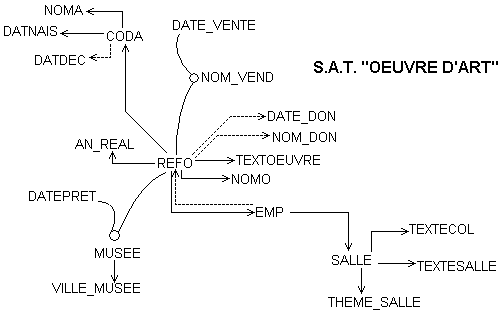 NOMA
DATE_VENTE
DATNAIS
CODA
DATDEC
S.A.T. "OEUVRE D'ART"
NOM_VEND
DATE_DON
NOM_DON
AN_REAL
REFO
TEXTOEUVRE
NOMO
DATEPRET
EMP
TEXTECOL
MUSEE
SALLE
TEXTESALLE
VILLE_MUSEE
THEME_SALLE